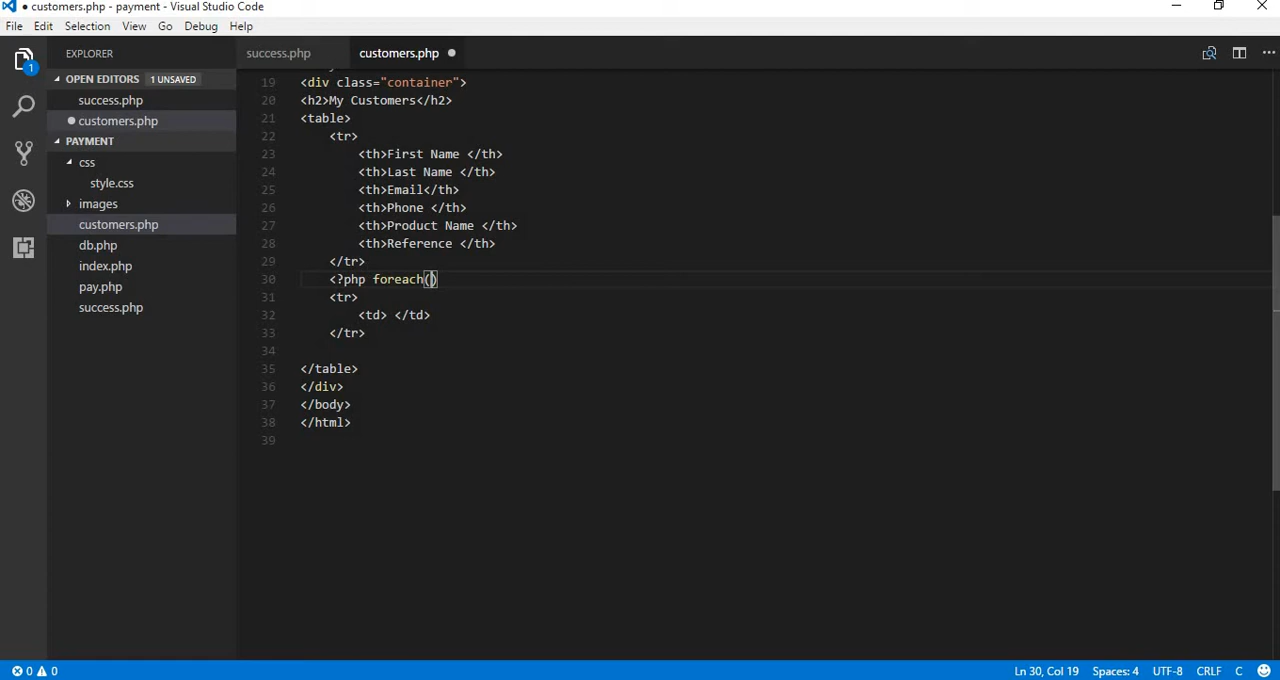 ● customers.php - payment - Visual Studio Code
File Edit Selection View Go Debug Help
EXPLORER
1
OPEN EDITORS 1 UNSAVED
success.php
● customers.php
PAYMENT
css
style.css
images
customers.php
db.php
index.php
pay.php
success.php
success.php customers.php ●
19 <div class="container">
20 <h2>My Customers</h2>
21 <table>
22 <tr>
23 <th>First Name </th>
24 <th>Last Name </th>
25 <th>Email</th>
26 <th>Phone </th>
27 <th>Product Name </th>
28 <th>Reference </th>
29 </tr>
30 <?php foreach()
31 <tr>
32 <td> </td>
33 </tr>
34
35 </table>
36 </div>
37 </body>
38 </html>
39
0 0 Ln 30, Col 19 Spaces: 4 UTF-8 CRLF C